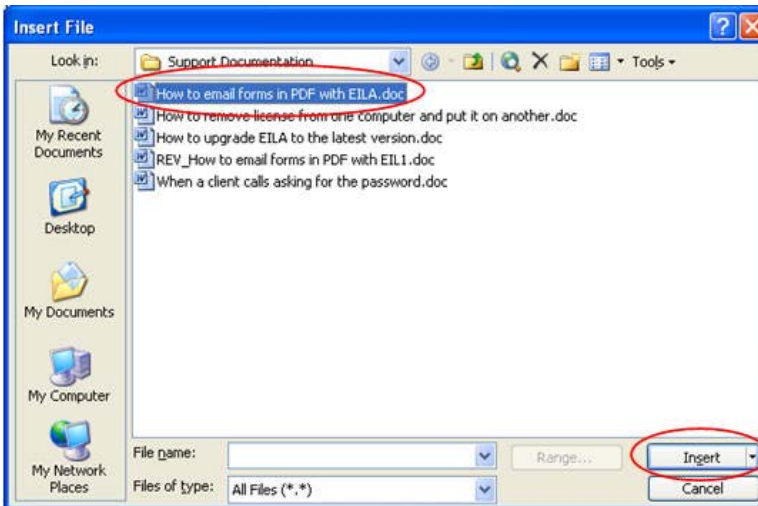 Insert File
Look in:
Support Documentation
Tools
How to email forms in PDF with EILA.doc
How to remove license from one computer and put it on another.doc
How to upgrade EILA to the latest version.doc
REV_How to email forms in PDF with EIL1.doc
When a client calls asking for the password.doc
My Recent
Documents
Desktop
My Documents
My Computer
My Network
Places
File name:
Range...
Insert
Files of type:
All Files (*.*)
Cancel